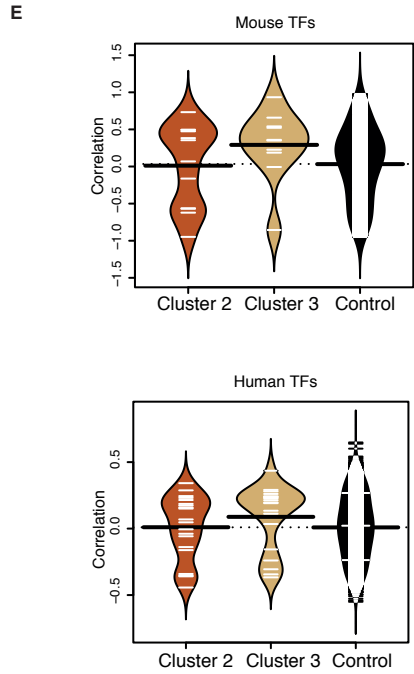 E
Mouse TFs
Correlation
1.5
1.0
0.5
0.0
−0.5
−1.0
−1.5
Cluster 2 Cluster 3 Control
Human TFs
Correlation
0.5
0.0
−0.5
Cluster 2 Cluster 3 Control